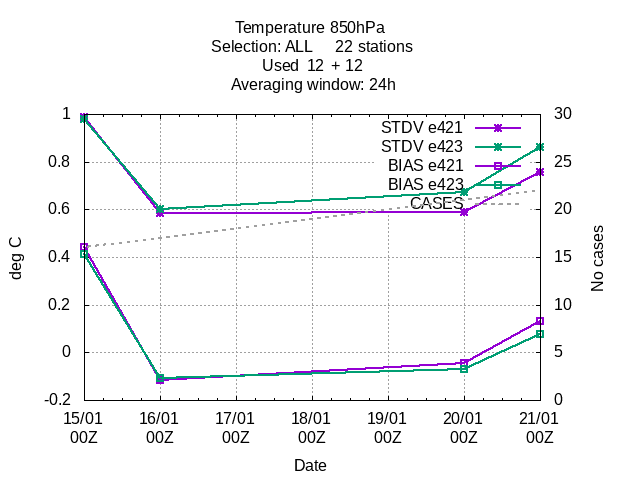 Temperature 850hPa
Selection: ALL 22 stations
Used 12 + 12
Averaging window: 24h
1
0.8
0.6
0.4
0.2
0
-0.2
deg C
30
25
20
15
10
5
0
No cases
STDV e421
STDV e423
BIAS e421
BIAS e423
CASES
15/01 16/01 17/01 18/01 19/01 20/01 21/01
00Z 00Z 00Z 00Z 00Z 00Z 00Z
Date